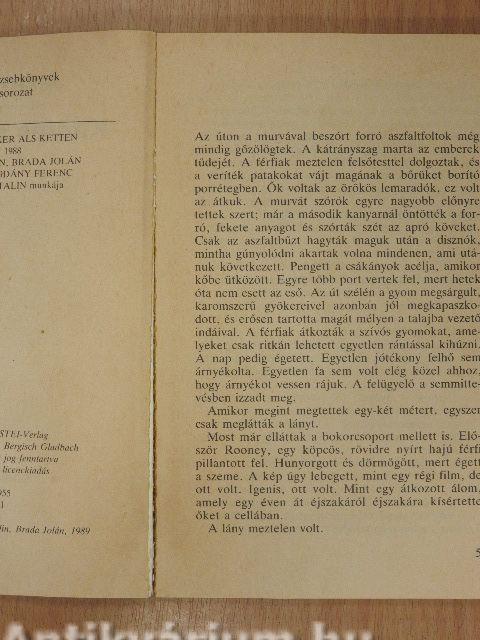 zsebkönyvek
sorozat
KER ALS KETTEN
1988
N, BRADA JOLÁN
DÁNY FERENC
TALIN munkája
STEI-Verlag
Bergisch Gladbach
jog fenntartva
licenckiadás
955
lin, Brada Jolán, 1989
Az úton a murvával beszórt forró aszfaltfoltok még
mindig gőzölögtek. A kátrányszag marta az emberek
tüdejét. A férfiak meztelen felsőtesttel dolgoztak, és
a veríték patakokat vájt magának a bőrüket borító
porrétegben. Ők voltak az örökös lemaradók, ez volt
az átkuk. A murvát szórók egyre nagyobb előnyre
tettek szert; már a második kanyarnál öntötték a for-
ró, fekete anyagot és szórták szét az apró köveket.
Csak az aszfaltbűzt hagyták maguk után a disznók,
mintha gúnyolódni akartak volna mindenen, ami utá-
nuk következett. Pengett a csákányok acélja, amikor
kőbe ütközött. Egyre több port vertek fel, mert hetek
óta nem esett az eső. Az út szélén a gyom megsárgult,
karomszerű gyökereivel azonban jól megkapaszko-
dott, és erősen tartotta magát mélyen a talajba vezető
indáival. A férfiak átkozták a szívós gyomokat, ame-
lyeket csak ritkán lehetett egyetlen rántással kihúzni.
A nap pedig égetett. Egyetlen jótékony felhő sem
árnyékolta. Egyetlen fa sem volt elég közel ahhoz,
hogy árnyékot vessen rájuk. A felügyelő a semmitte-
vésben izzadt meg.
Amikor megint megtettek egy-két métert, egyszer
csak meglátták a lányt.
Most már elláttak a bokorcsoport mellett is. Elő-
ször Rooney, egy köpcös, rövidre nyírt hajú férfi
pillantott fel. Hunyorgott és dörmögött, mert égett
a szeme. A kép úgy lebegett, mint egy régi film, de
ott volt. Igenis, ott volt. Mint egy átkozott álom,
amely egy éven át éjszakáról éjszakára kísértette
őket a cellában.
A lány meztelen volt.
5
Antikvárium.hu